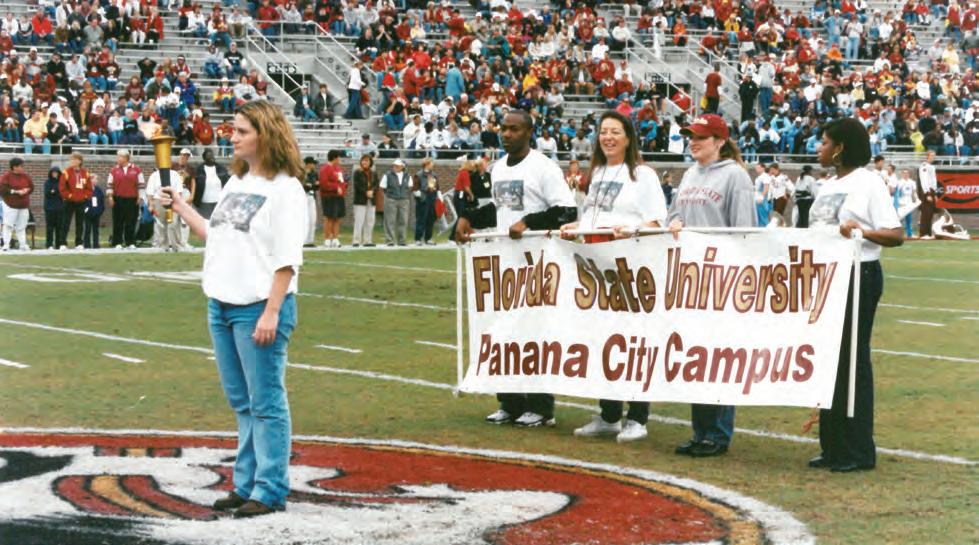 Florida State University
Panana City Campus
SPORTS